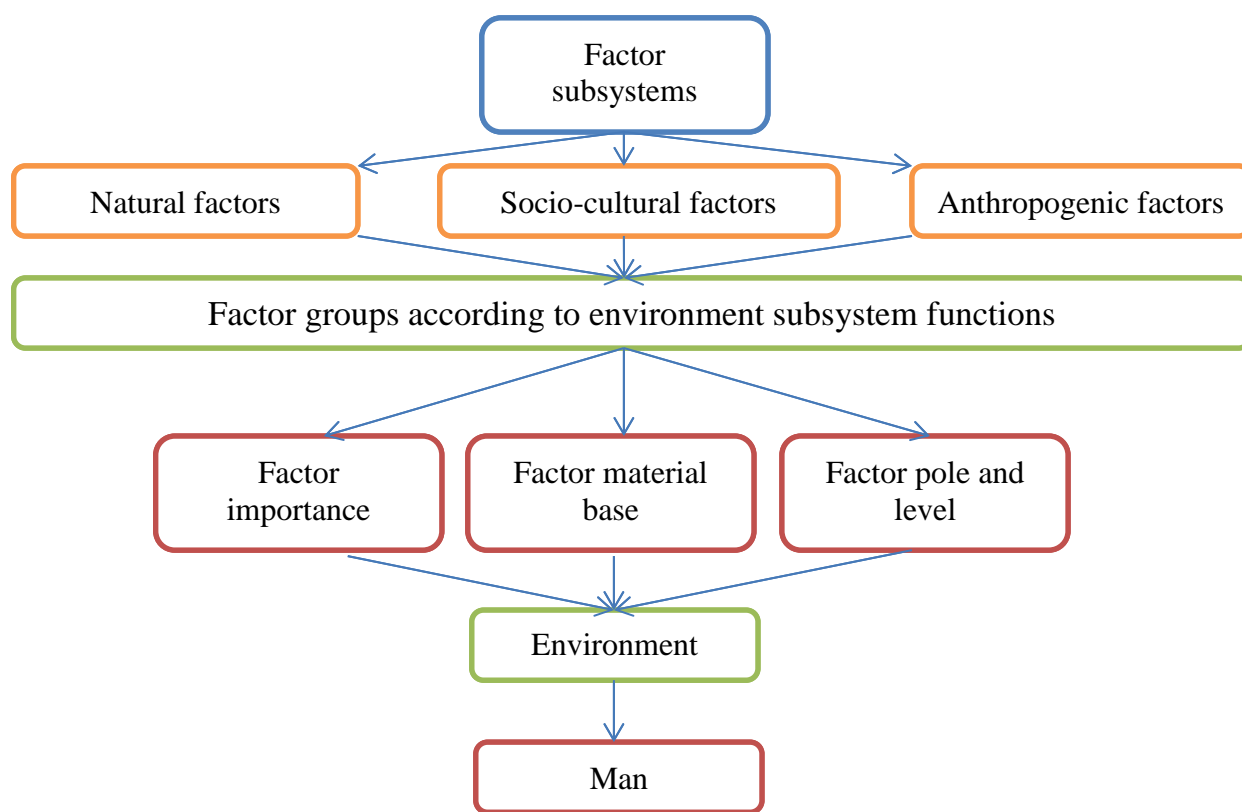 Factor
subsystems
Natural factors
Socio-cultural factors
Anthropogenic factors
Factor groups according to environment subsystem functions
Factor
importance
Factor material
base
Factor pole and
level
Environment
Man